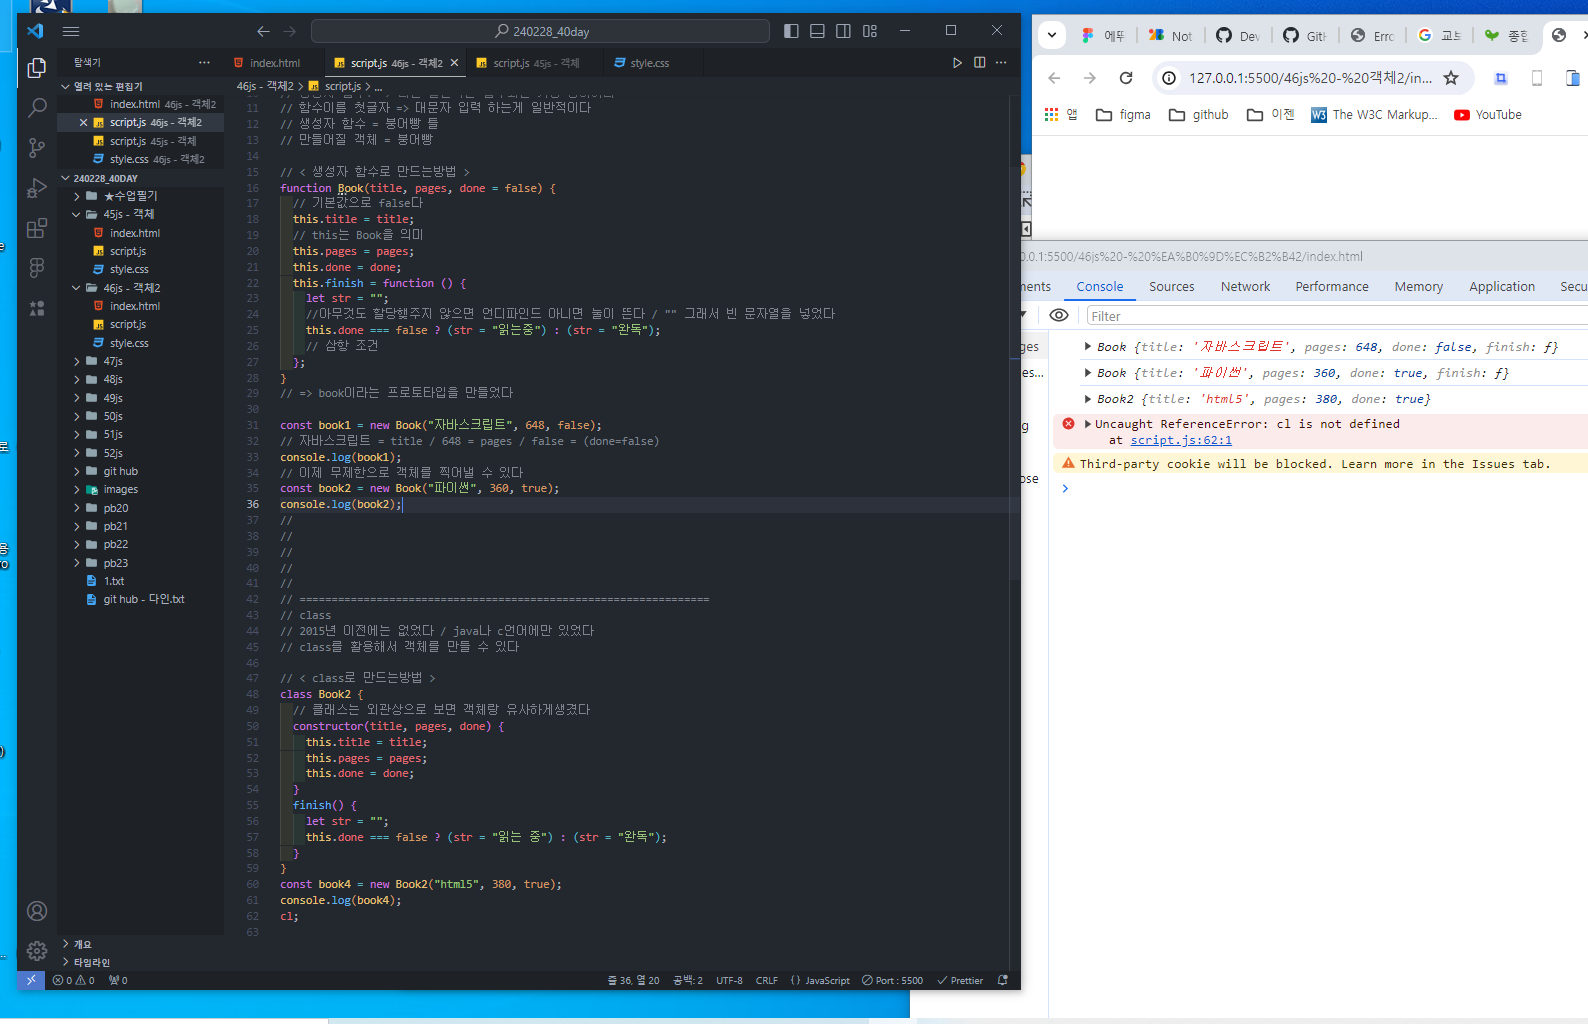 240228_40day
탐색기
index.html
script.js 46js - 객체2
script.js 45js - 객체
style.css
열려 있는 편집기
index.html 46js - 객체2
script.js 46js - 객체2
script.js 45js - 객체
style.css 46js - 객체2
240228_40DAY
★수업필기
45js - 객체
index.html
script.js
style.css
46js - 객체2
index.html
script.js
style.css
47js
48js
49js
50js
51js
52js
git hub
images
pb20
pb21
pb22
pb23
1.txt
git hub - 다인.txt
개요
타임라인
46js - 객체2 > script.js > ...
11 // 함수이름 첫글자 => 대문자 입력 하는게 일반적이다
12 // 생성자 함수 = 붕어빵 틀
13 // 만들어질 객체 = 붕어빵
14
15 // < 생성자 함수로 만드는방법 >
16 function Book(title, pages, done = false) {
17 // 기본값으로 false다
18 this.title = title;
19 // this는 Book을 의미
20 this.pages = pages;
21 this.done = done;
22 this.finish = function () {
23 let str = "";
24 //아무것도 할당해주지 않으면 언디파인드 아니면 눌이 뜬다 / "" 그래서 빈 문자열을 넣었다
25 this.done === false ? (str = "읽는중") : (str = "완독");
26 // 삼항 조건
27 };
28 }
29 // => book이라는 프로토타입을 만들었다
30
31 const book1 = new Book("자바스크립트", 648, false);
32 // 자바스크립트 = title / 648 = pages / false = (done=false)
33 console.log(book1);
34 // 이제 무제한으로 객체를 찍어낼 수 있다
35 const book2 = new Book("파이썬", 360, true);
36 console.log(book2);
37 //
38 //
39 //
40 //
41 //
42 // ================================================================
43 // class
44 // 2015년 이전에는 없었다 / java나 c언어에만 있었다
45 // class를 활용해서 객체를 만들 수 있다
46
47 // < class로 만드는방법 >
48 class Book2 {
49 // 클래스는 외관상으로 보면 객체랑 유사하게생겼다
50 constructor(title, pages, done) {
51 this.title = title;
52 this.pages = pages;
53 this.done = done;
54 }
55 finish() {
56 let str = "";
57 this.done === false ? (str = "읽는 중") : (str = "완독");
58 }
59 }
60 const book4 = new Book2("html5", 380, true);
61 console.log(book4);
62 cl;
63
0 0 0
줄 36, 열 20 공백: 2 UTF-8 CRLF {} JavaScript Port : 5500 Prettier
에뚜 Not Dev GitH Erro 교보 종합
127.0.0.1:5500/46js%20-%20객체2/in...
앱 figma github 이젠 The W3C Markup... YouTube
0.0.1:5500/46js%20-%20%EA%B0%9D%EC%B2%B42/index.html
Console Sources Network Performance Memory Application Secu
Filter
Book {title: '자바스크립트', pages: 648, done: false, finish: ƒ}
Book {title: '파이썬', pages: 360, done: true, finish: ƒ}
Book2 {title: 'html5', pages: 380, done: true}
Uncaught ReferenceError: cl is not defined
at script.js:62:1
Third-party cookie will be blocked. Learn more in the Issues tab.